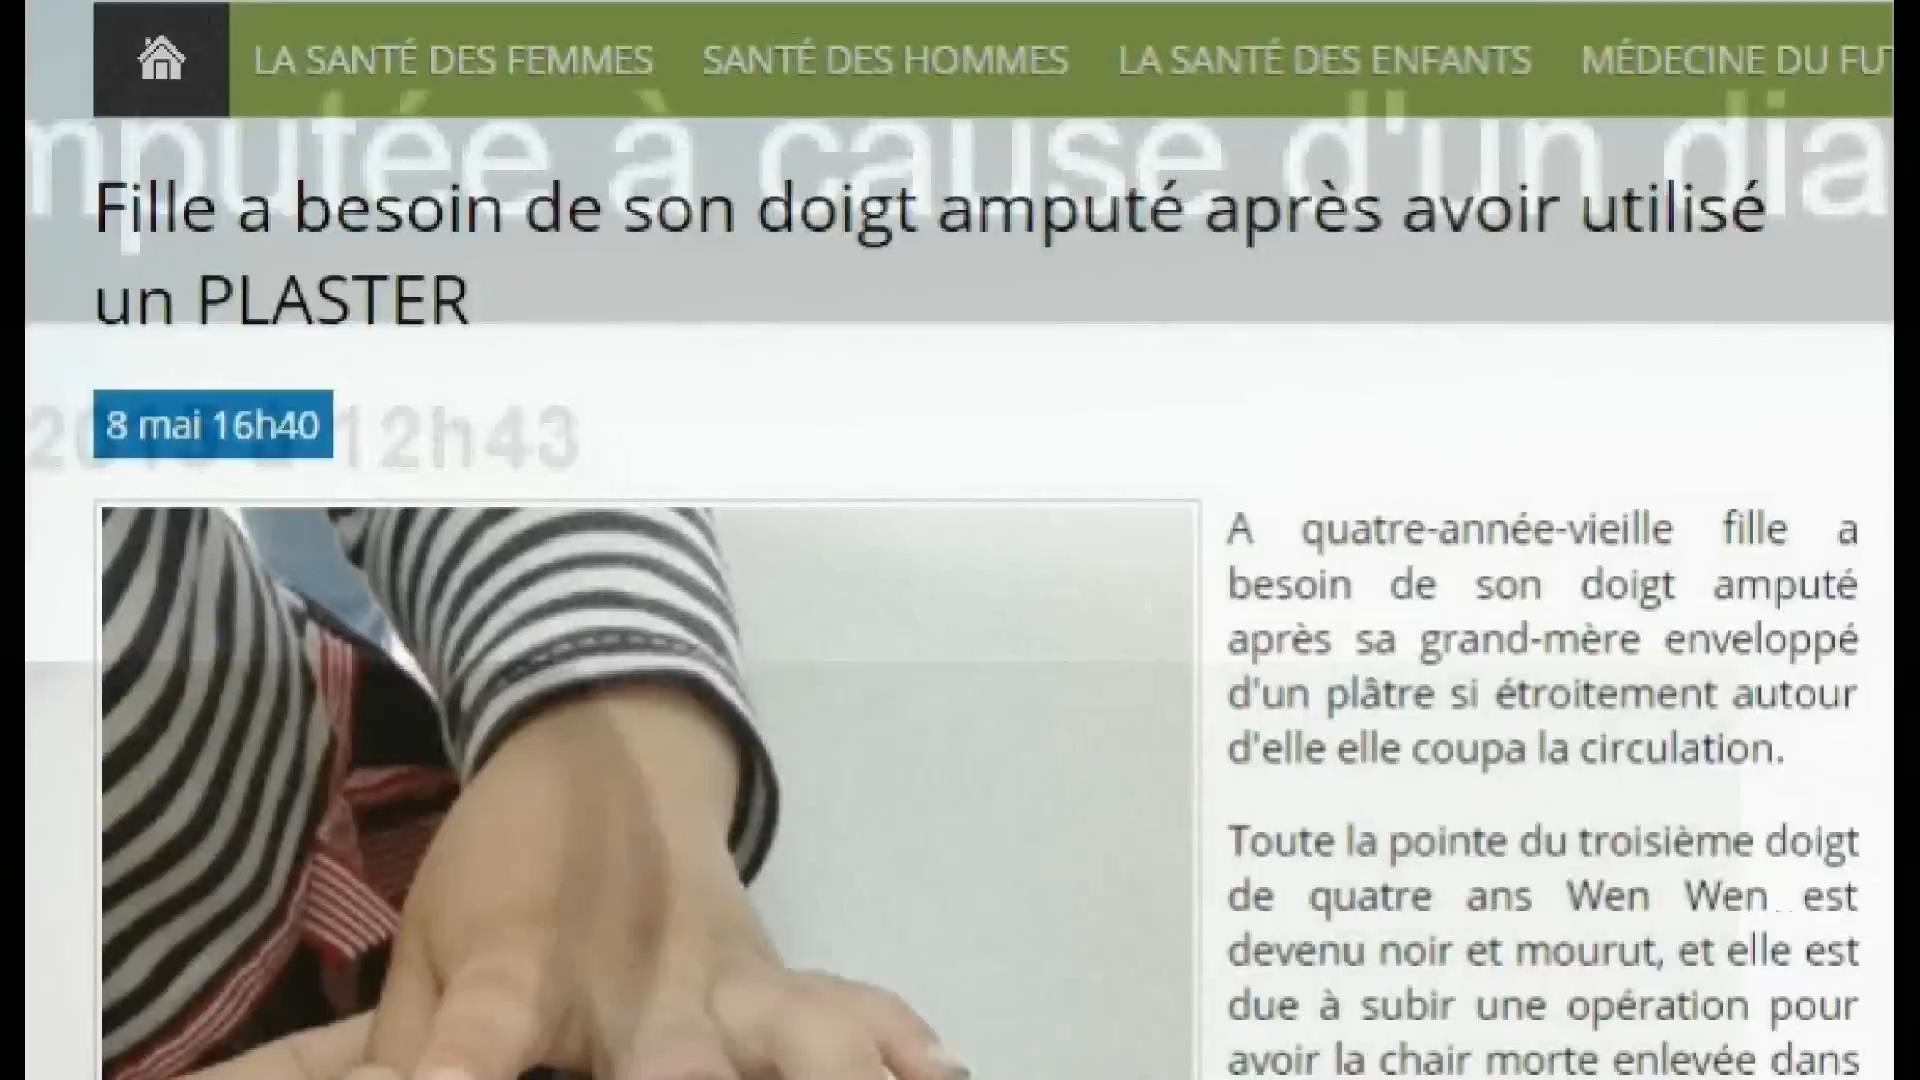 LA SANTÉ DES FEMMES SANTÉ DES HOMMES LA SANTÉ DES ENFANTS MÉDECINE DU FUT
mputée à cause d'un dia
Fille a besoin de son doigt amputé après avoir utilisé
un PLASTER
8 mai 16h40
2015 à 12h43
A quatre-année-vieille fille a
besoin de son doigt amputé
après sa grand-mère enveloppé
d'un plâtre si étroitement autour
d'elle elle coupa la circulation.
Toute la pointe du troisième doigt
de quatre ans Wen Wen est
devenu noir et mourut, et elle est
due à subir une opération pour
avoir la chair morte enlevée dans